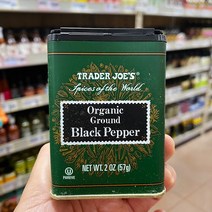 TRADER JOE'S
Spices of the World
Organic
Ground
Black Pepper
NET WT. 2 OZ (57g)